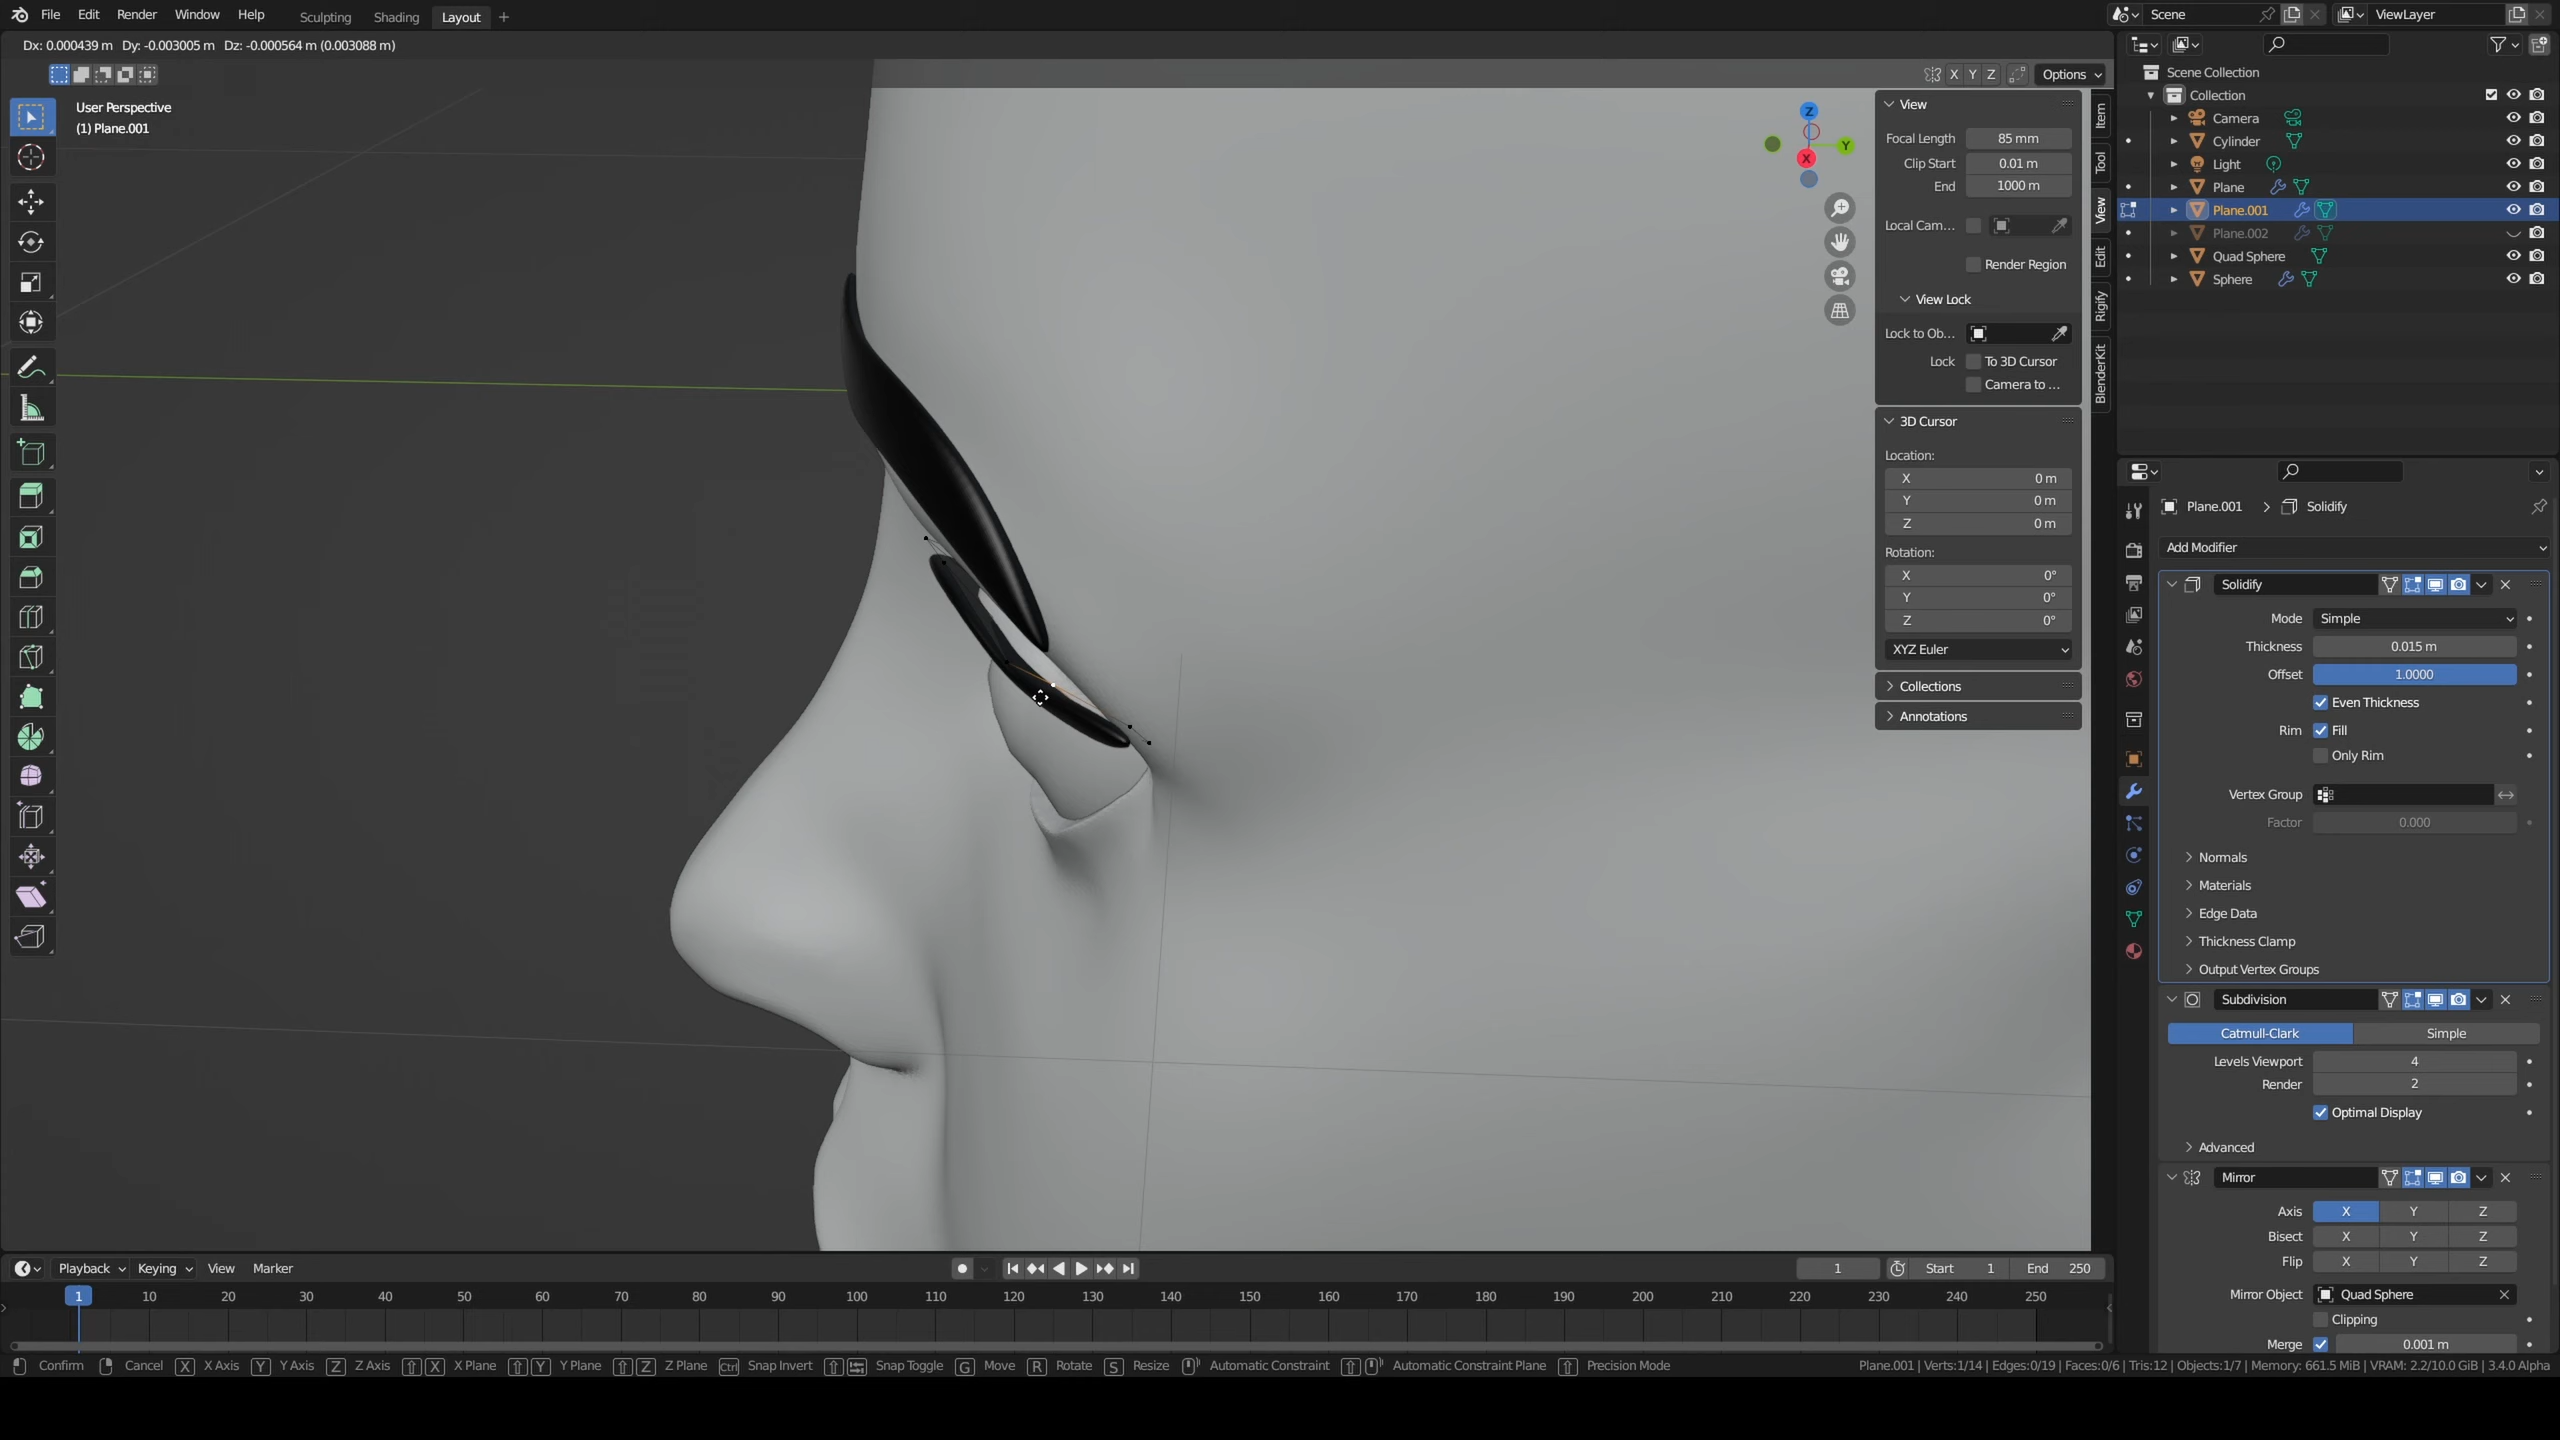 File Edit Render Window Help Sculpting Shading Layout + Scene ViewLayer
Dx: 0.000439 m Dy: -0.003005 m Dz: -0.000564 m (0.003088 m)
X Y Z Options
User Perspective
(1) Plane.001
Z
Y
X
View
Focal Length 85 mm
Clip Start 0.01 m
End 1000 m
Local Cam...
Render Region
View Lock
Lock to Ob...
Lock To 3D Cursor
Camera to ...
3D Cursor
Location:
X 0 m
Y 0 m
Z 0 m
Rotation:
X 0°
Y 0°
Z 0°
XYZ Euler
Collections
Annotations
Item
Tool
View
Edit
Rigify
BlenderKit
Scene Collection
Collection
Camera
Cylinder
Light
Plane
Plane.001
Plane.002
Quad Sphere
Sphere
Plane.001 > Solidify
Add Modifier
Solidify
Mode Simple
Thickness 0.015 m
Offset 1.0000
Even Thickness
Rim Fill
Only Rim
Vertex Group
Factor 0.000
Normals
Materials
Edge Data
Thickness Clamp
Output Vertex Groups
Subdivision
Catmull-Clark Simple
Levels Viewport 4
Render 2
Optimal Display
Advanced
Mirror
Axis X Y Z
Bisect X Y Z
Flip X Y Z
Mirror Object Quad Sphere
Clipping
Merge 0.001 m
Playback Keying View Marker 1 Start 1 End 250
1 10 20 30 40 50 60 70 80 90 100 110 120 130 140 150 160 170 180 190 200 210 220 230 240 250
Confirm Cancel X X Axis Y Y Axis Z Z Axis X X Plane Y Y Plane Z Z Plane Ctrl Snap Invert Snap Toggle G Move R Rotate S Resize Automatic Constraint Automatic Constraint Plane Precision Mode Plane.001 | Verts:1/14 | Edges:0/19 | Faces:0/6 | Tris:12 | Objects:1/7 | Memory: 661.5 MiB | VRAM: 2.2/10.0 GiB | 3.4.0 Alpha